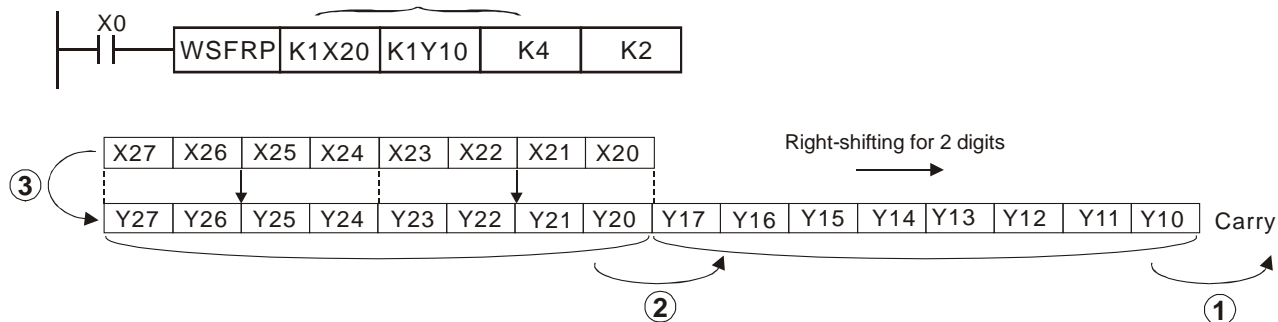 X0
WSFRP K1X20 K1Y10 K4 K2
X27 X26 X25 X24 X23 X22 X21 X20
Right-shifting for 2 digits
3
Y27 Y26 Y25 Y24 Y23 Y22 Y21 Y20 Y17 Y16 Y15 Y14 Y13 Y12 Y11 Y10 Carry
2
1